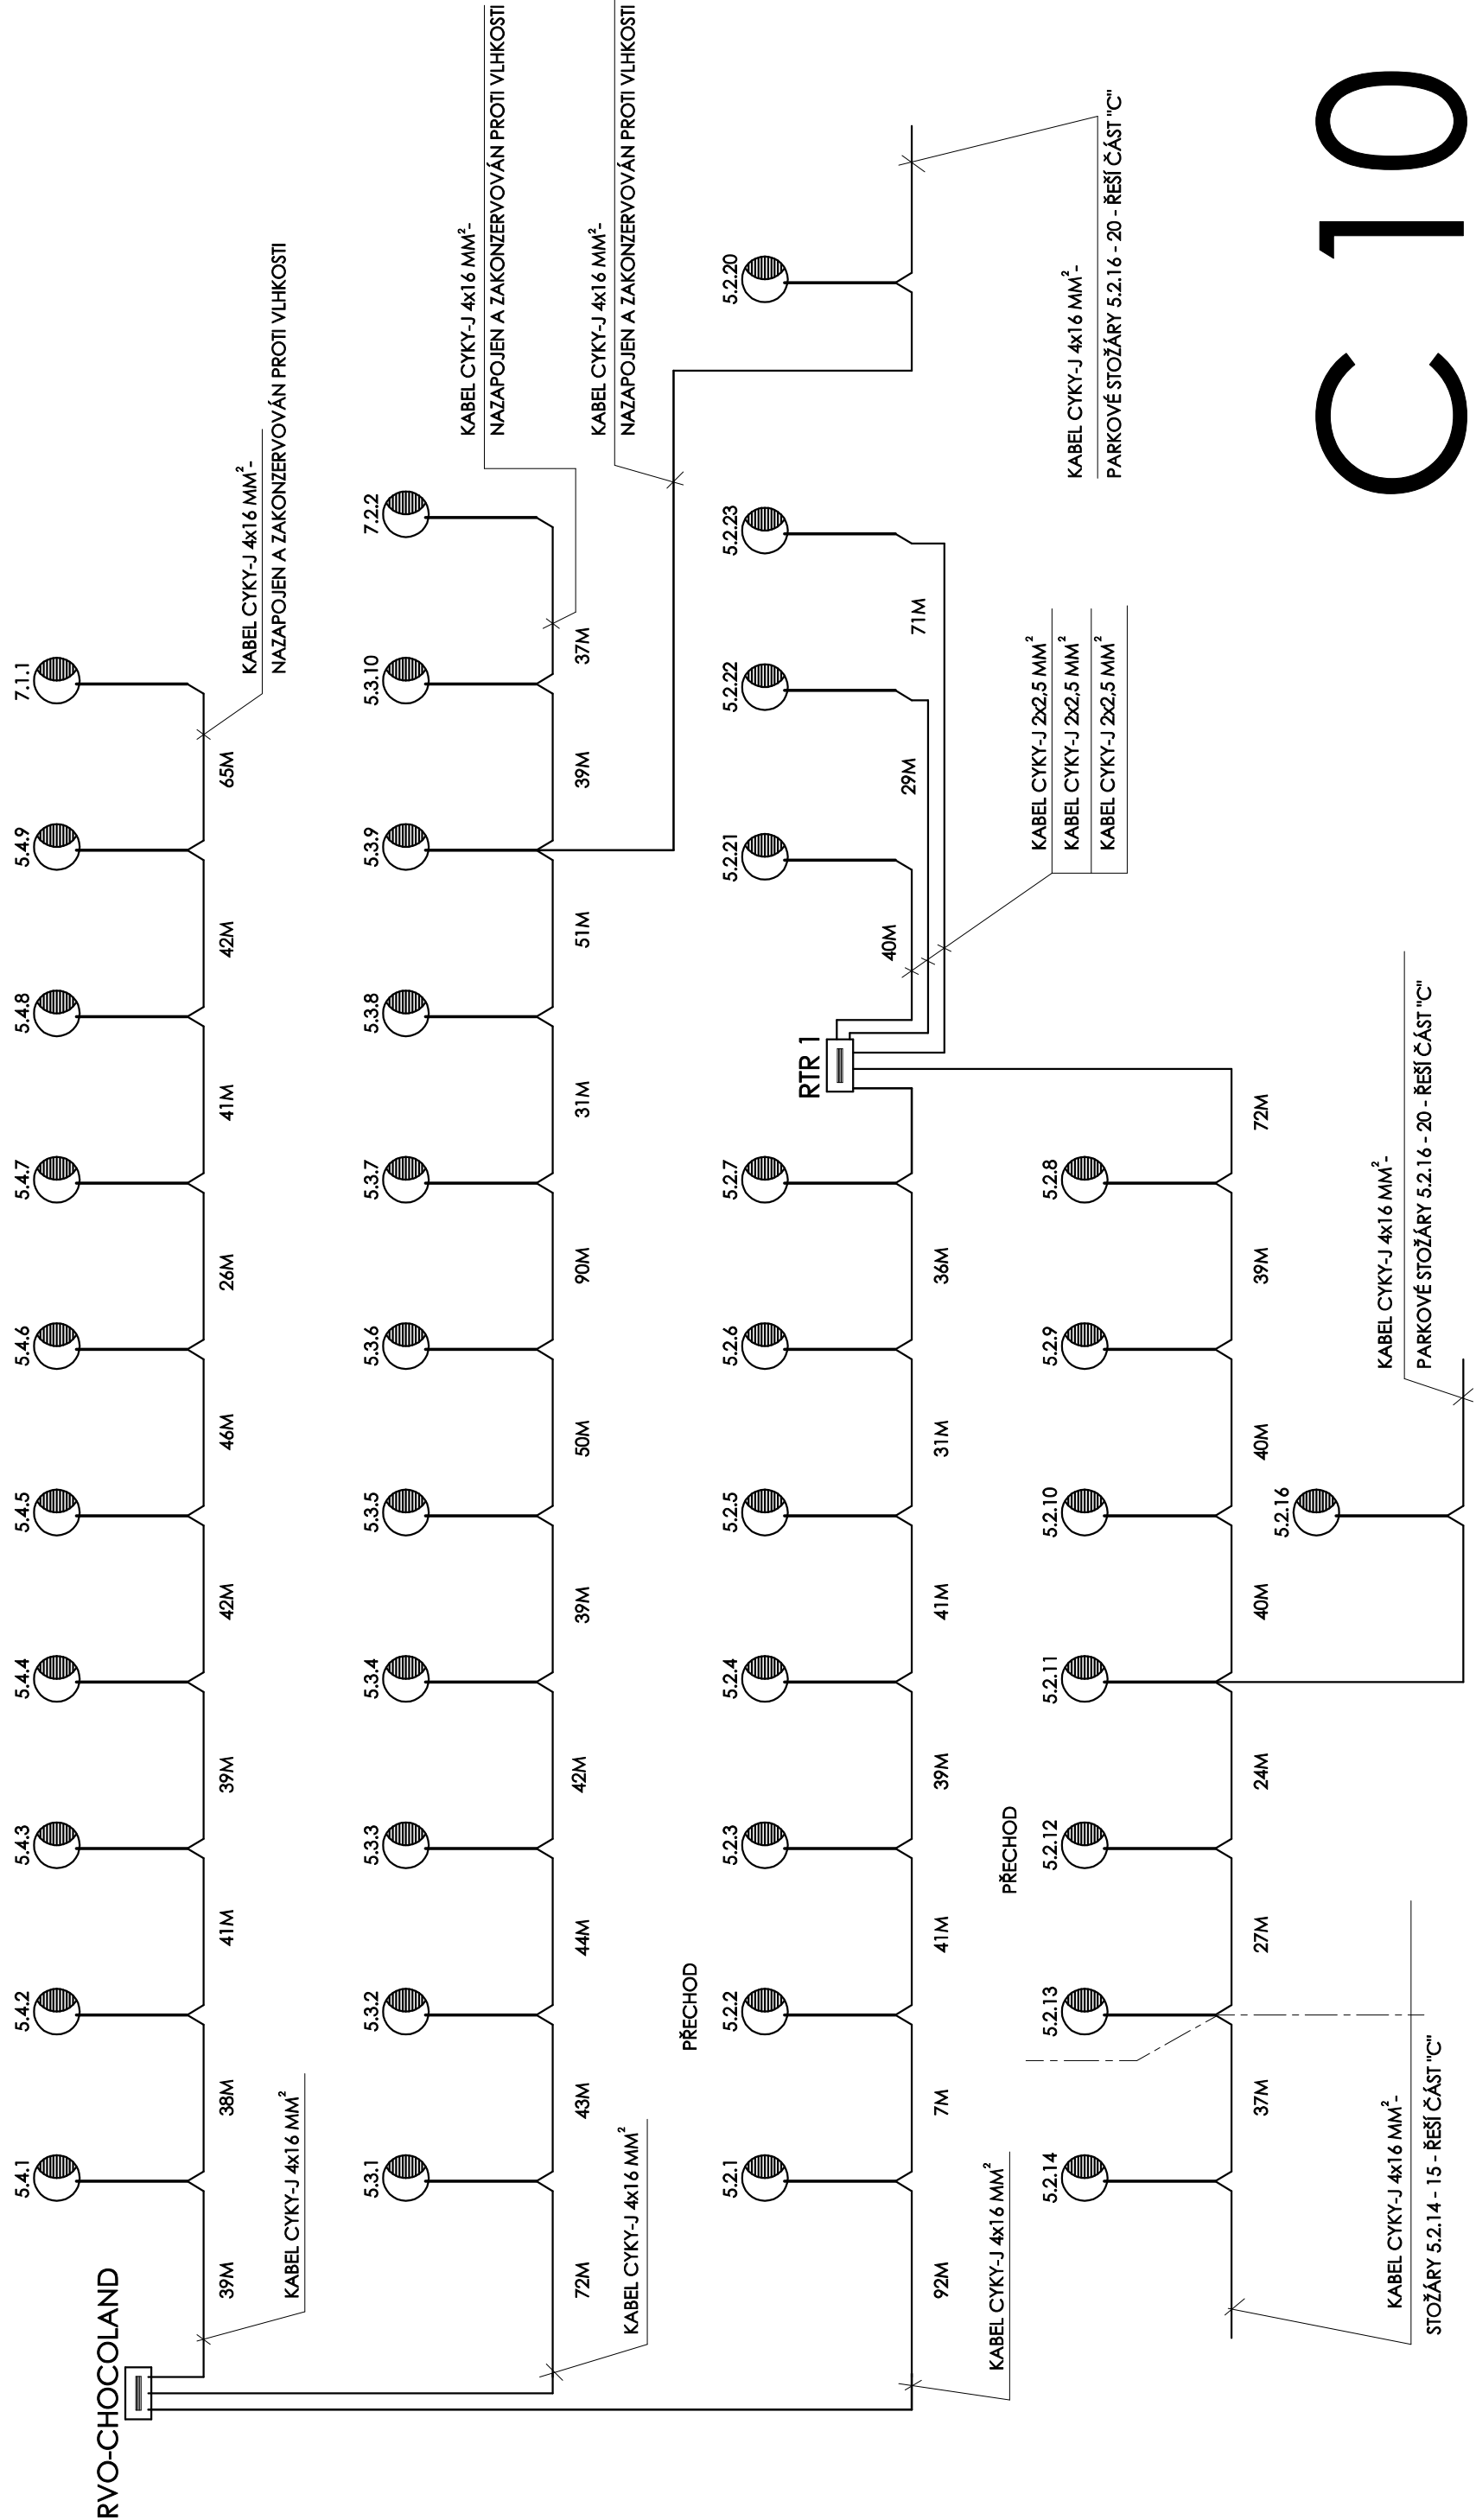 RVO-CHOCOLAND
5.4.1
5.4.2
5.4.3
5.4.4
5.4.5
5.4.6
5.4.7
5.4.8
5.4.9
7.1.1
39M
38M
41M
39M
42M
46M
26M
41M
42M
65M
KABEL CYKY-J 4x16 MM²
KABEL CYKY-J 4x16 MM²-
NAZAPOJEN A ZAKONZERVOVÁN PROTI VLHKOSTI
5.3.1
5.3.2
5.3.3
5.3.4
5.3.5
5.3.6
5.3.7
5.3.8
5.3.9
5.3.10
7.2.2
72M
43M
44M
42M
39M
50M
90M
31M
51M
39M
37M
KABEL CYKY-J 4x16 MM²
KABEL CYKY-J 4x16 MM²-
NAZAPOJEN A ZAKONZERVOVÁN PROTI VLHKOSTI
KABEL CYKY-J 4x16 MM²-
NAZAPOJEN A ZAKONZERVOVÁN PROTI VLHKOSTI
PŘECHOD
5.2.1
5.2.2
5.2.3
5.2.4
5.2.5
5.2.6
5.2.7
RTR 1
5.2.21
5.2.22
5.2.23
5.2.20
92M
7M
41M
39M
41M
31M
36M
40M
29M
71M
KABEL CYKY-J 4x16 MM²
KABEL CYKY-J 2x2,5 MM²
KABEL CYKY-J 2x2,5 MM²
KABEL CYKY-J 2x2,5 MM²
KABEL CYKY-J 4x16 MM²-
PARKOVÉ STOŽÁRY 5.2.16 - 20 - ŘEŠÍ ČÁST "C"
PŘECHOD
5.2.14
5.2.13
5.2.12
5.2.11
5.2.10
5.2.9
5.2.8
37M
27M
24M
40M
40M
39M
72M
5.2.16
KABEL CYKY-J 4x16 MM²-
STOŽÁRY 5.2.14 - 15 - ŘEŠÍ ČÁST "C"
KABEL CYKY-J 4x16 MM²-
PARKOVÉ STOŽÁRY 5.2.16 - 20 - ŘEŠÍ ČÁST "C"
C10